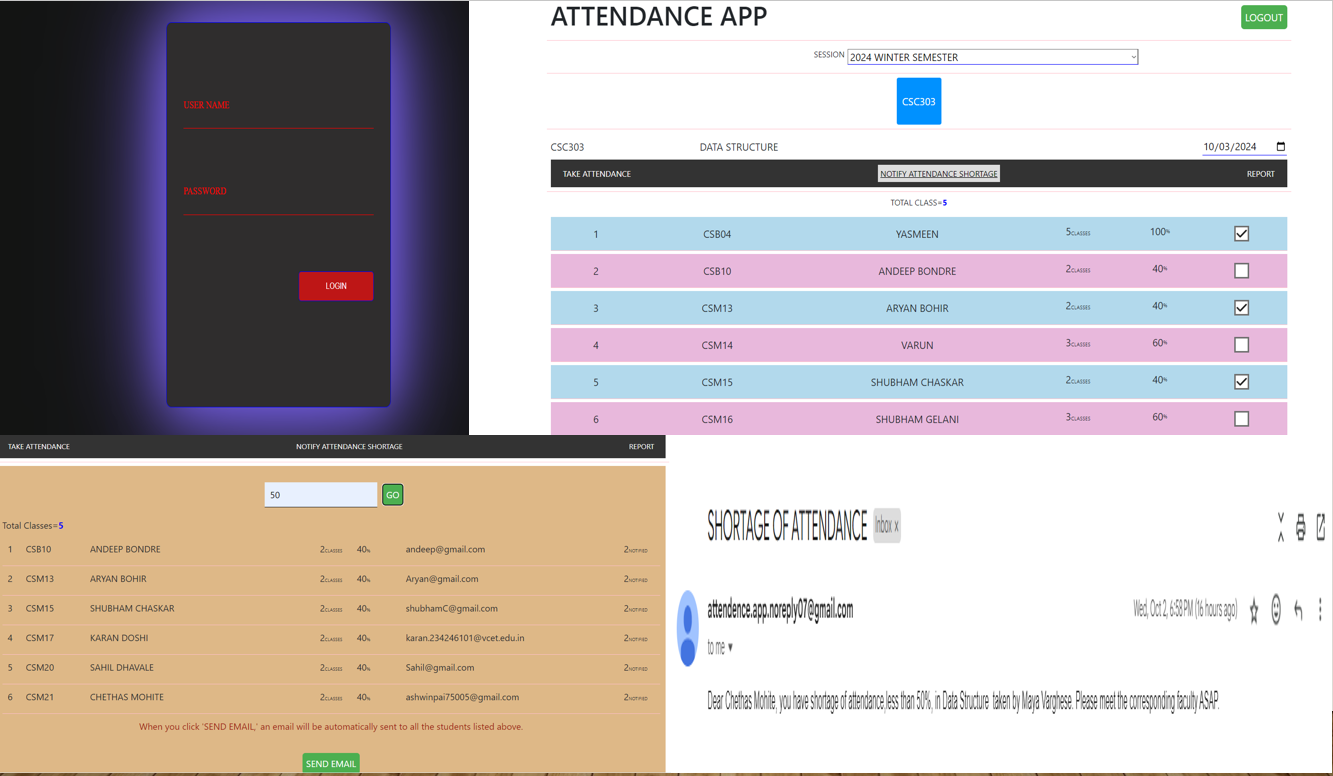 USER NAME
PASSWORD
LOGIN
ATTENDANCE APP
LOGOUT
SESSION 2024 WINTER SEMESTER
CSC303
CSC303 DATA STRUCTURE 10/03/2024
TAKE ATTENDANCE NOTIFY ATTENDANCE SHORTAGE REPORT
TOTAL CLASS=5
1 CSB04 YASMEEN 5CLASSES 100%
2 CSB10 ANDEEP BONDRE 2CLASSES 40%
3 CSM13 ARYAN BOHIR 2CLASSES 40%
4 CSM14 VARUN 3CLASSES 60%
5 CSM15 SHUBHAM CHASKAR 2CLASSES 40%
6 CSM16 SHUBHAM GELANI 3CLASSES 60%
TAKE ATTENDANCE NOTIFY ATTENDANCE SHORTAGE REPORT
50 GO
Total Classes=5
1 CSB10 ANDEEP BONDRE 2CLASSES 40% andeep@gmail.com 2NOTIFIED
2 CSM13 ARYAN BOHIR 2CLASSES 40% Aryan@gmail.com 2NOTIFIED
3 CSM15 SHUBHAM CHASKAR 2CLASSES 40% shubhamC@gmail.com 2NOTIFIED
4 CSM17 KARAN DOSHI 2CLASSES 40% karan.234246101@vcet.edu.in 2NOTIFIED
5 CSM20 SAHIL DHAVALE 2CLASSES 40% Sahil@gmail.com 2NOTIFIED
6 CSM21 CHETHAS MOHITE 2CLASSES 40% ashwinpai75005@gmail.com 2NOTIFIED
When you click 'SEND EMAIL,' an email will be automatically sent to all the students listed above.
SEND EMAIL
SHORTAGE OF ATTENDANCE Inbox x
attendence.app.noreply07@gmail.com Wed, Oct 2, 6:58 PM (16 hours ago)
to me
Dear Chethas Mohite, you have shortage of attendance,less than 50%, in Data Structure taken by Maya Varghese. Please meet the corresponding faculty ASAP.